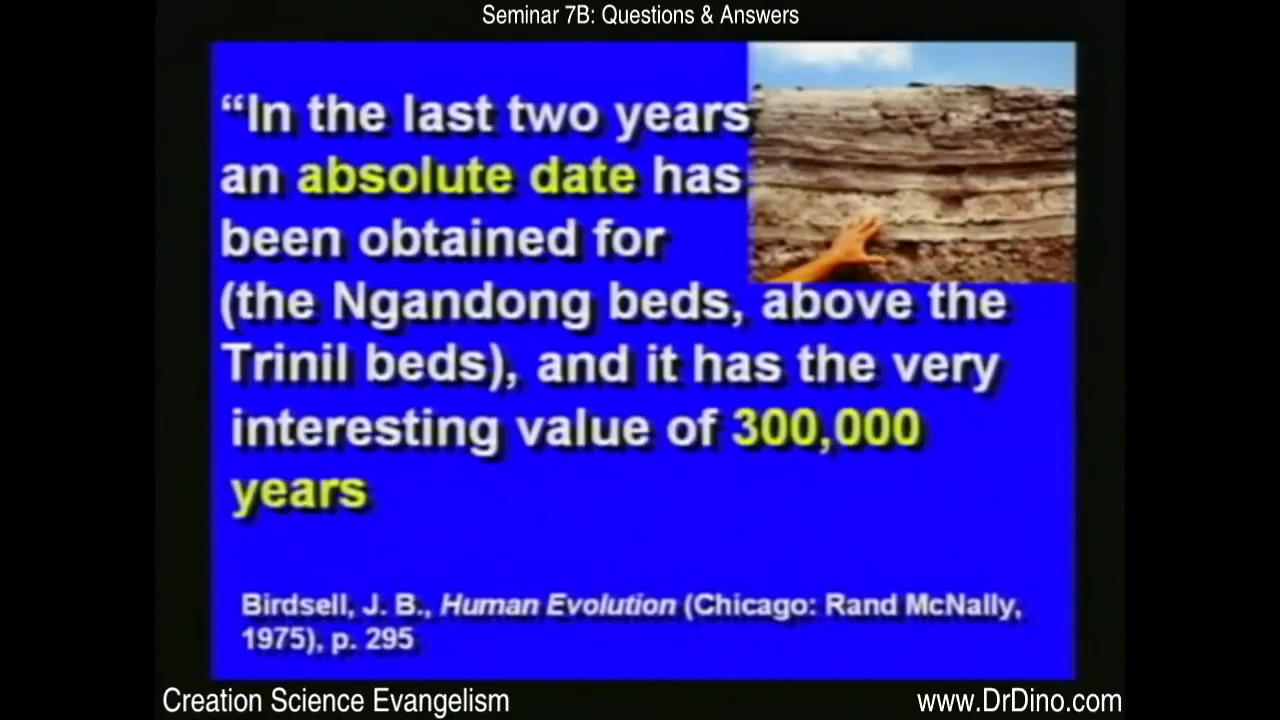 Seminar 7B: Questions & Answers
“In the last two years
an absolute date has
been obtained for
(the Ngandong beds, above the
Trinil beds), and it has the very
interesting value of 300,000
years
Birdsell, J. B., Human Evolution (Chicago: Rand McNally,
1975), p. 295
Creation Science Evangelism
www.DrDino.com